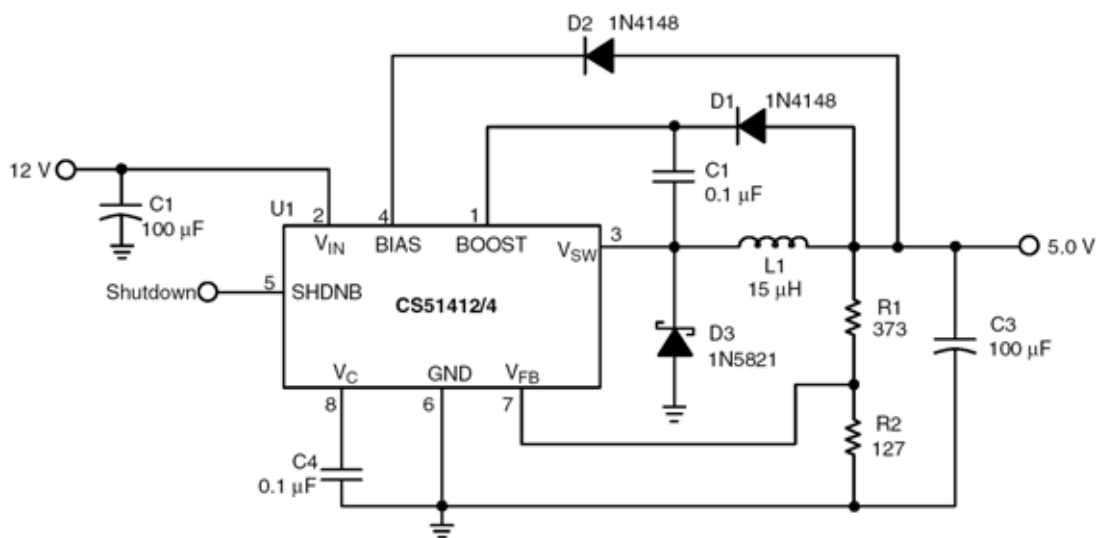 D2 1N4148
D1 1N4148
12 V
C1
100 μF
C1
0.1 μF
U1
2
4
1
3
V_IN
BIAS
BOOST
V_SW
5.0 V
L1
15 μH
Shutdown
5
SHDNB
CS51412/4
D3
1N5821
R1
373
C3
100 μF
V_C
GND
V_FB
8
6
7
R2
127
C4
0.1 μF